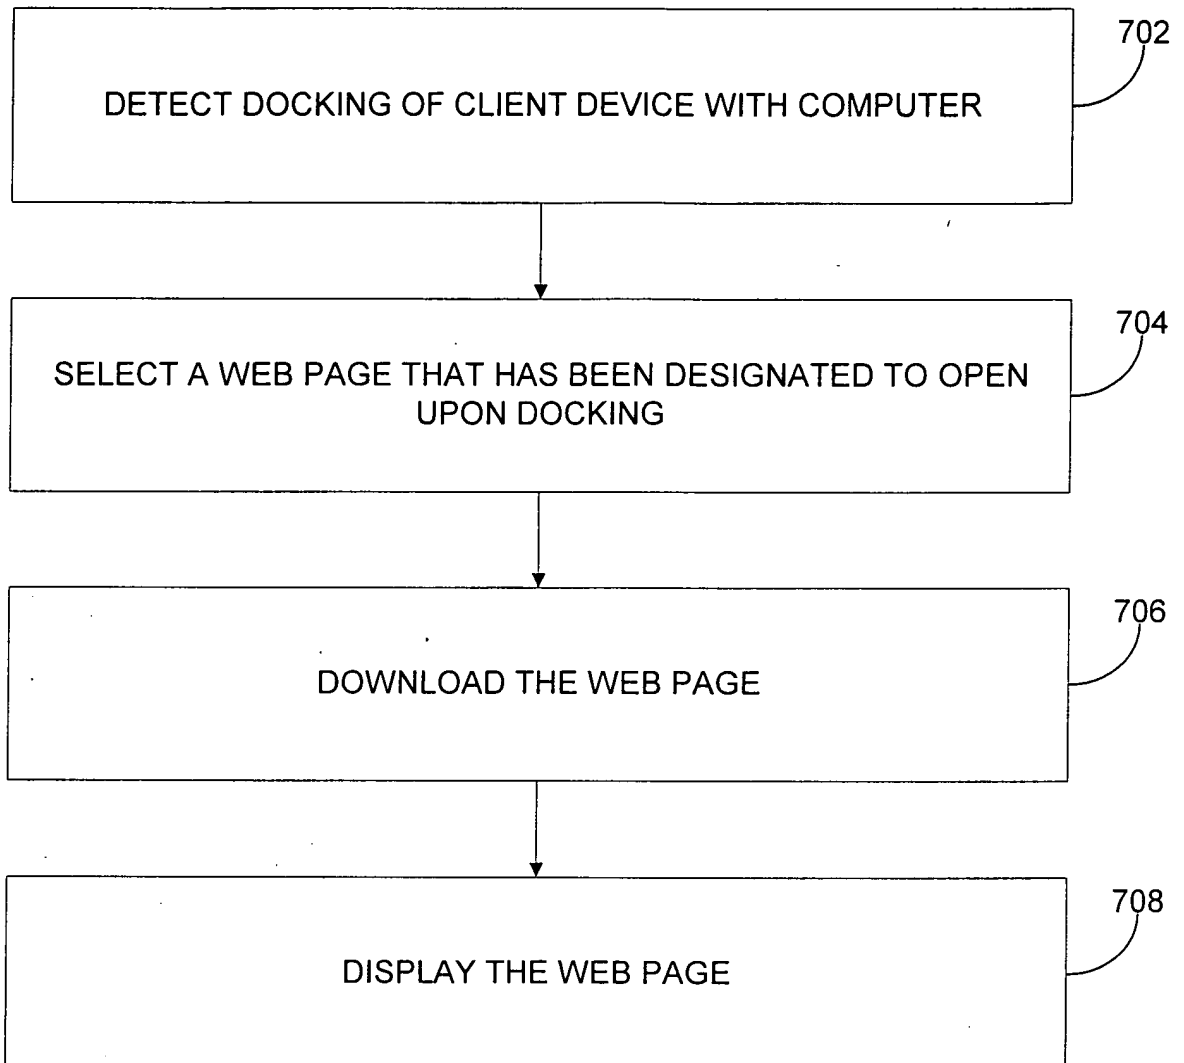 702
DETECT DOCKING OF CLIENT DEVICE WITH COMPUTER
704
SELECT A WEB PAGE THAT HAS BEEN DESIGNATED TO OPEN
UPON DOCKING
706
DOWNLOAD THE WEB PAGE
708
DISPLAY THE WEB PAGE